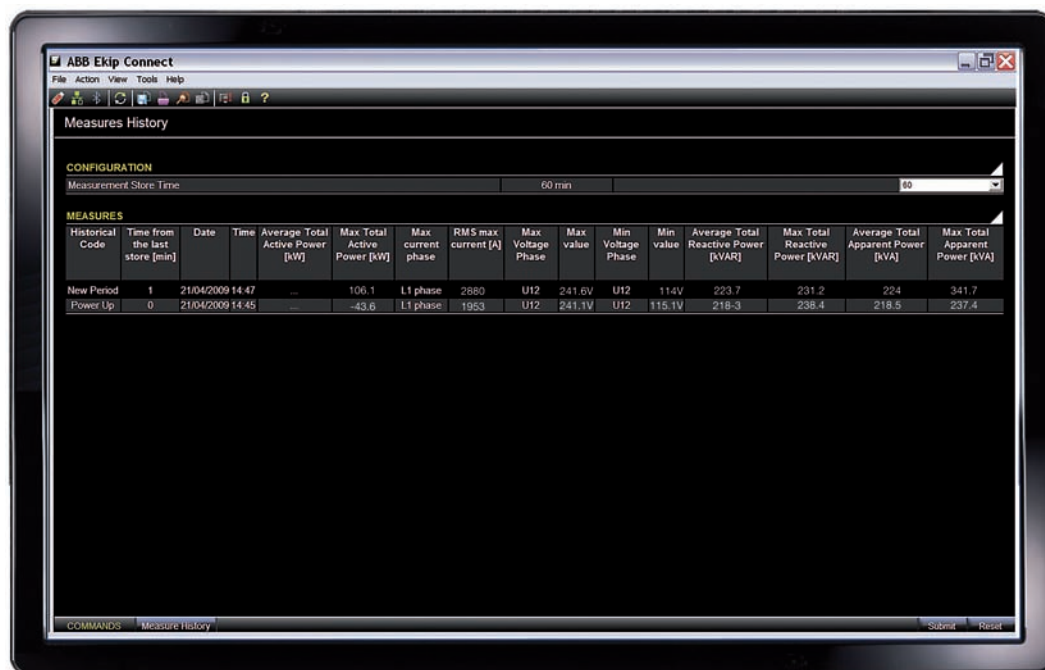 ABB Ekip Connect
File Action View Tools Help
Measures History
CONFIGURATION
Measurement Store Time 60 min 60
MEASURES
Historical Code Time from the last store [min] Date Time Average Total Active Power [kW] Max Total Active Power [kW] Max current phase RMS max current [A] Max Voltage Phase Max value Min Voltage Phase Min value Average Total Reactive Power [kVAR] Max Total Reactive Power [kVAR] Average Total Apparent Power [kVA] Max Total Apparent Power [kVA]
New Period 1 21/04/2009 14:47 ... 106.1 L1 phase 2880 U12 241.6V U12 114V 223.7 231.2 224 341.7
Power Up 0 21/04/2009 14:45 ... -43.6 L1 phase 1953 U12 241.1V U12 115.1V 218-3 238.4 218.5 237.4
COMMANDS Measure History Submit Reset